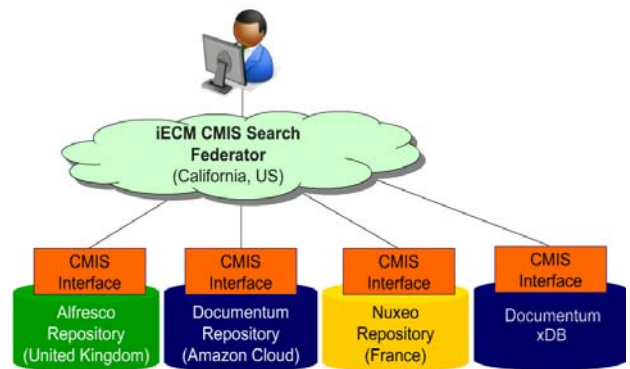 iECM CMIS Search
Federator
(California, US)
CMIS
Interface
Alfresco
Repository
(United Kingdom)
CMIS
Interface
Documentum
Repository
(Amazon Cloud)
CMIS
Interface
Nuxeo
Repository
(France)
CMIS
Interface
Documentum
xDB